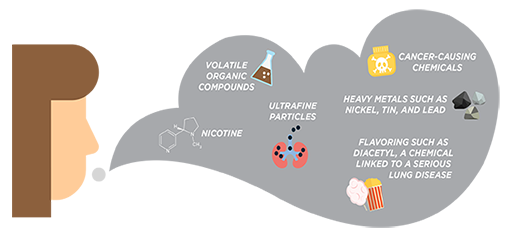 VOLATILE
ORGANIC
COMPOUNDS
CANCER-CAUSING
CHEMICALS
ULTRAFINE
PARTICLES
HEAVY METALS SUCH AS
NICKEL, TIN, AND LEAD
NICOTINE
H
N
CH3
N
FLAVORING SUCH AS
DIACETYL, A CHEMICAL
LINKED TO A SERIOUS
LUNG DISEASE